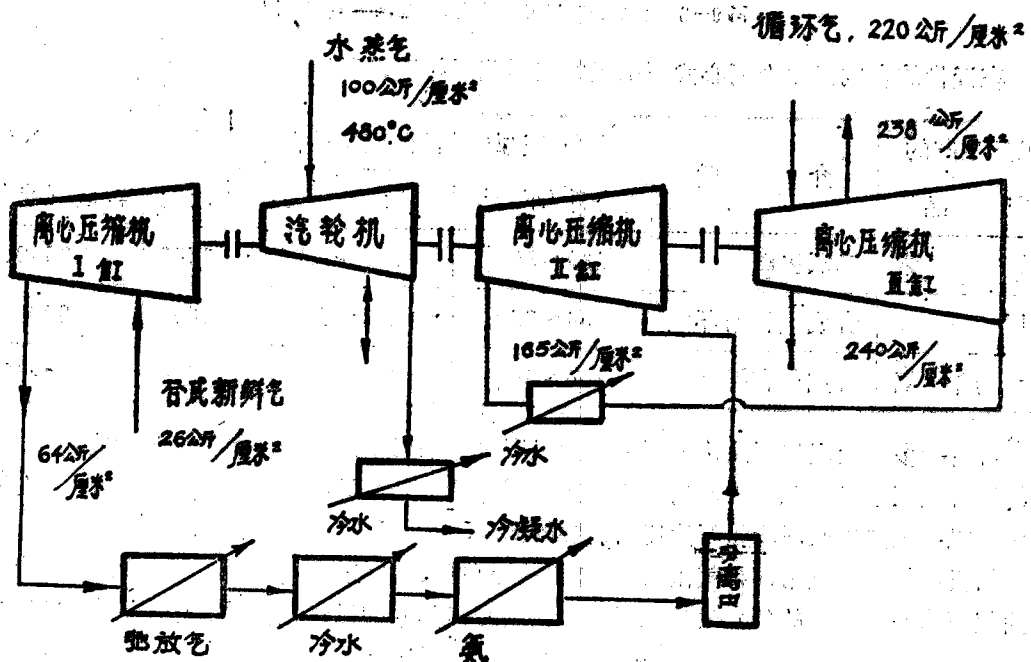 循环气, 220公斤/厘米²
水蒸气
100公斤/厘米²
480°C
238公斤/厘米²
离心压缩机
I缸
汽轮机
离心压缩机
II缸
离心压缩机
III缸
165公斤/厘米²
240公斤/厘米²
合成新鲜气
26公斤/厘米²
64公斤/厘米²
冷水
冷水
冷凝水
分离四
弛放气
冷水
氨